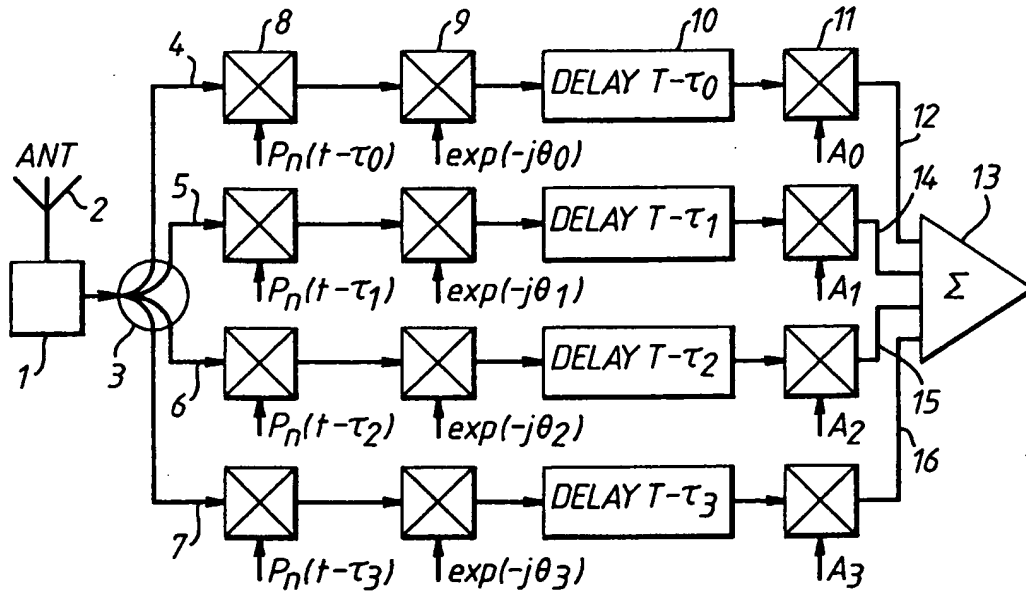 8 9 10 11
4
DELAY T-τ0
12
ANT Pn(t-τ0) exp(-jθ0) A0
2 5 14 13
DELAY T-τ1
Pn(t-τ1) exp(-jθ1) A1 Σ
1 3
DELAY T-τ2
6 15
Pn(t-τ2) exp(-jθ2) A2
16
DELAY T-τ3
7
Pn(t-τ3) exp(-jθ3) A3